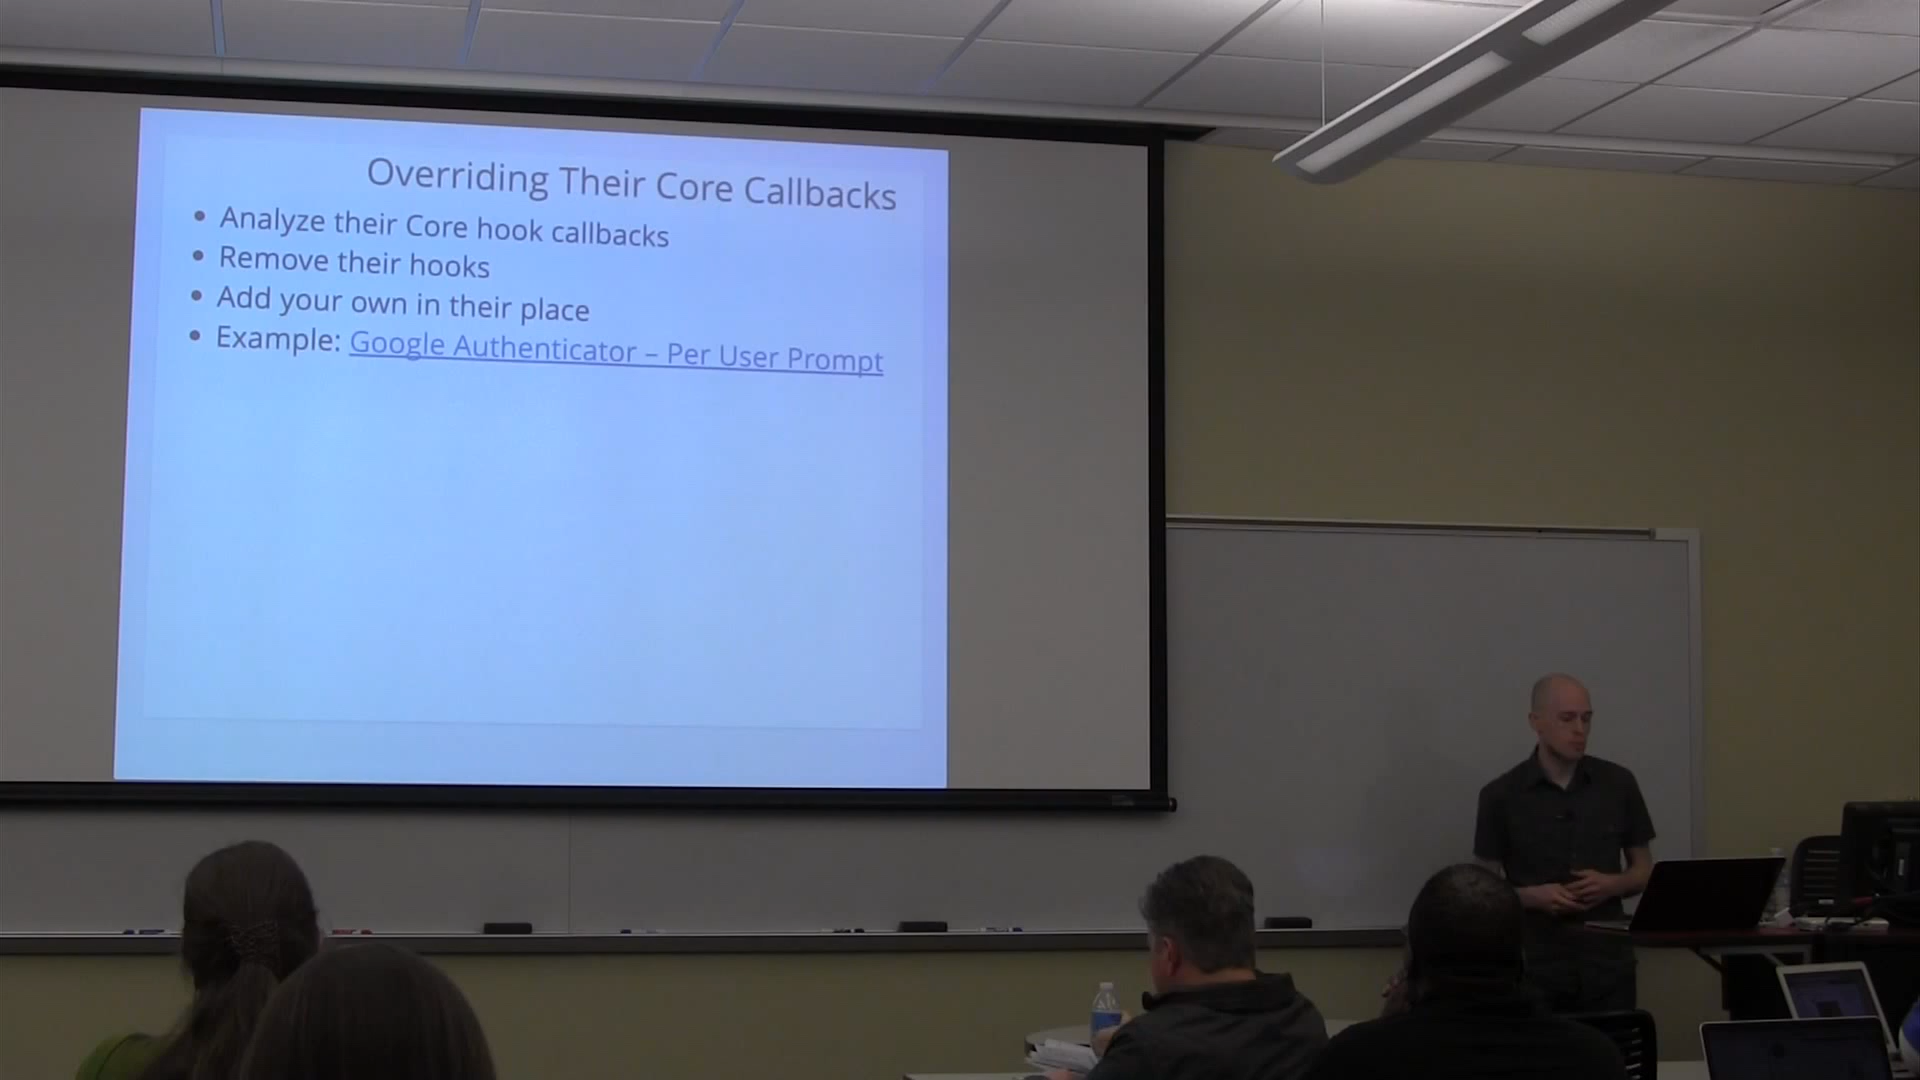 Overriding Their Core Callbacks
• Analyze their Core hook callbacks
• Remove their hooks
• Add your own in their place
• Example: Google Authenticator – Per User Prompt